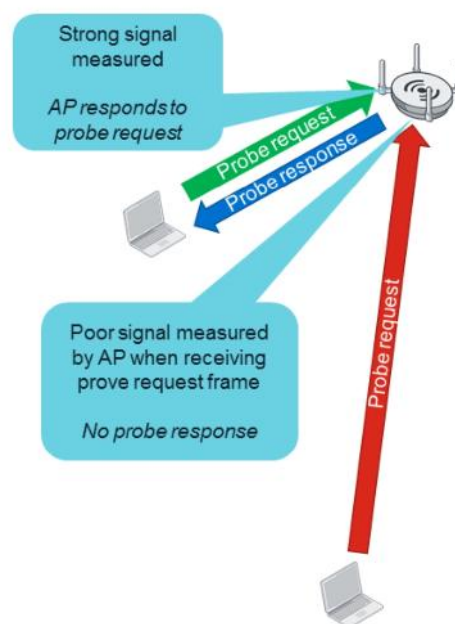 Strong signal
measured
AP responds to
probe request
Probe request
Probe response
Poor signal measured
by AP when receiving
prove request frame
No probe response
Probe request